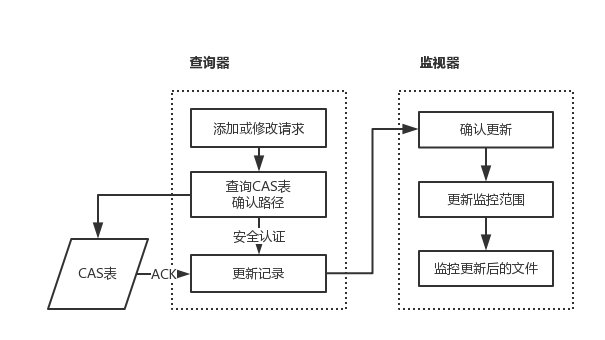 查询器
监视器
添加或修改请求
确认更新
查询CAS表
确认路径
更新监控范围
安全认证
CAS表
ACK
更新记录
监控更新后的文件